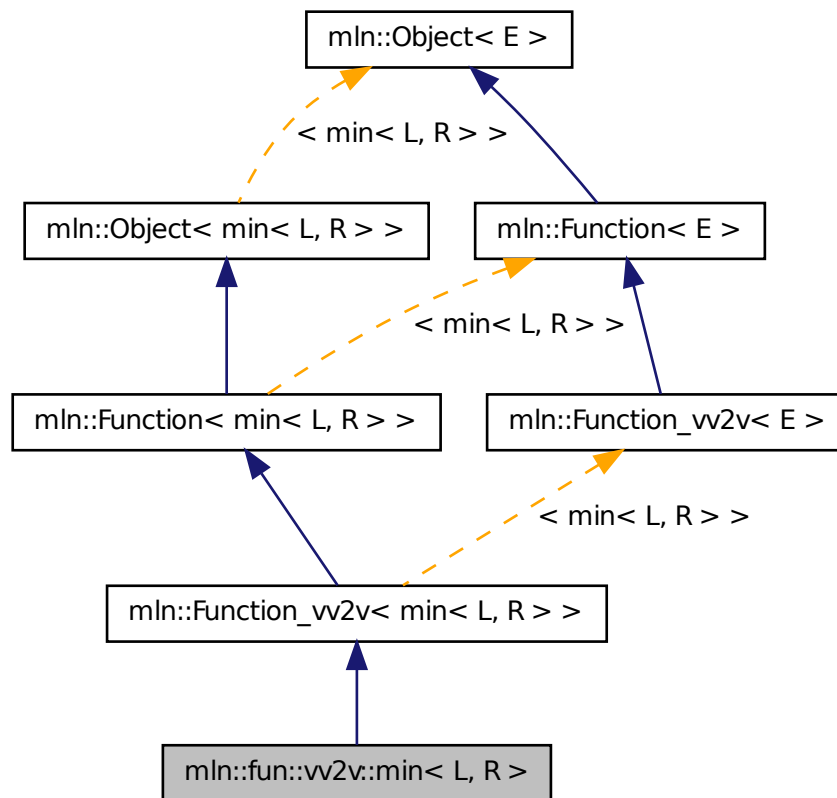 mln::Object< E >
< min< L, R > >
mln::Object< min< L, R > >
mln::Function< E >
< min< L, R > >
mln::Function< min< L, R > >
mln::Function_vv2v< E >
< min< L, R > >
mln::Function_vv2v< min< L, R > >
mln::fun::vv2v::min< L, R >